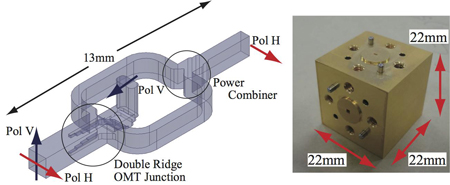 13mm
Pol H
Power
Combiner
Pol V
Pol V
Pol H
Double Ridge
OMT Junction
22mm
22mm
22mm